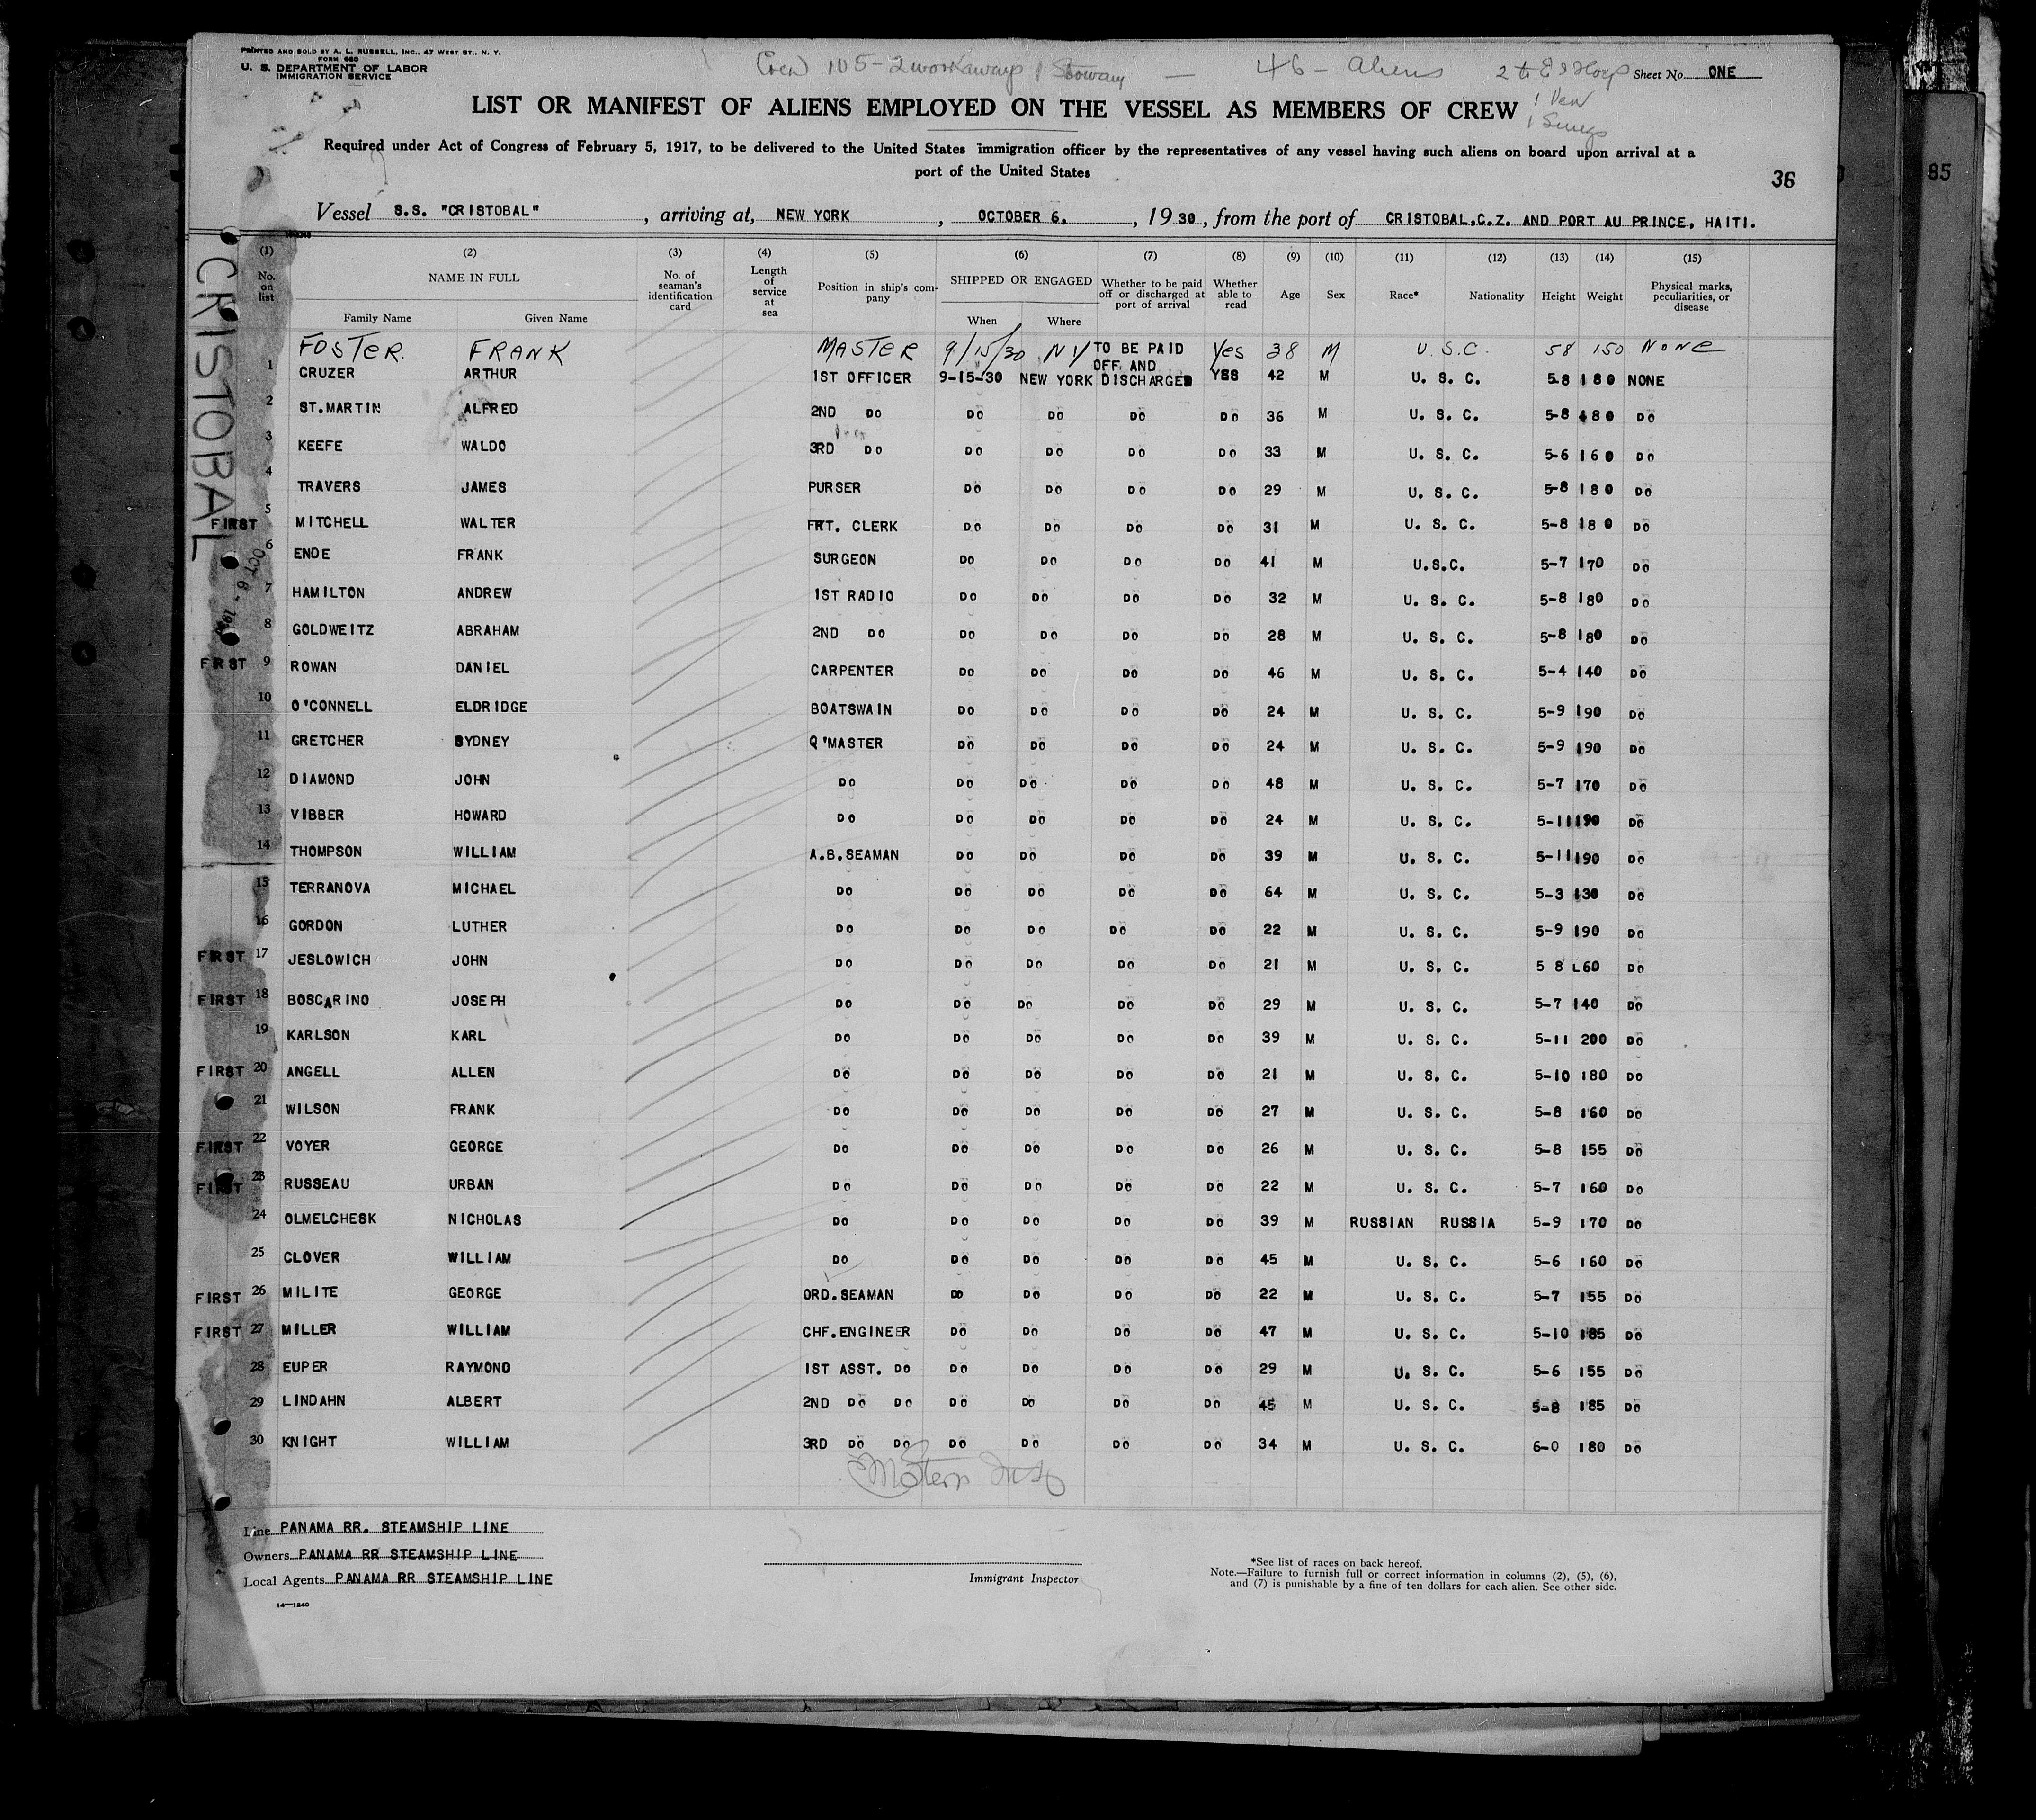 PRINTED AND SOLD BY A. L. RUSSELL, INC., 47 WEST ST., N. Y.
FORM 680
U. S. DEPARTMENT OF LABOR
IMMIGRATION SERVICE
Crew 105 - 2 workaways 1 Stoway — 46 - Aliens
Sheet No. ONE
LIST OR MANIFEST OF ALIENS EMPLOYED ON THE VESSEL AS MEMBERS OF CREW
Required under Act of Congress of February 5, 1917, to be delivered to the United States immigration officer by the representatives of any vessel having such aliens on board upon arrival at a
port of the United States
36
85
Vessel S.S. "CRISTOBAL", arriving at, NEW YORK, OCTOBER 6, 1930, from the port of CRISTOBAL,C.Z. AND PORT AU PRINCE, HAITI.
CRISTOBAL
OCT 6 - 1930
(1) (2) (3) (4) (5) (6) (7) (8) (9) (10) (11) (12) (13) (14) (15)
No. on list NAME IN FULL No. of seaman's identification card Length of service at sea Position in ship's company SHIPPED OR ENGAGED Whether to be paid off or discharged at port of arrival Whether able to read Age Sex Race* Nationality Height Weight Physical marks, peculiarities, or disease
Family Name Given Name When Where
FOSTER. FRANK MASTER 9/15/30 NY TO BE PAID OFF AND Yes 38 M U.S.C. 58 150 NONE
1 CRUZER ARTHUR 1ST OFFICER 9-15-30 NEW YORK DISCHARGED YES 42 M U. S. C. 5-8 180 NONE
2 ST.MARTIN ALFRED 2ND DO DO DO DO DO 36 M U. S. C. 5-8 180 DO
3 KEEFE WALDO 3RD DO DO DO DO DO 33 M U. S. C. 5-6 160 DO
4 TRAVERS JAMES PURSER DO DO DO DO 29 M U. S. C. 5-8 180 DO
FIRST 5 MITCHELL WALTER FRT. CLERK DO DO DO DO 31 M U. S. C. 5-8 180 DO
6 ENDE FRANK SURGEON DO DO DO DO 41 M U.S.C. 5-7 170 DO
7 HAMILTON ANDREW 1ST RADIO DO DO DO DO 32 M U. S. C. 5-8 180 DO
8 GOLDWEITZ ABRAHAM 2ND DO DO DO DO DO 28 M U. S. C. 5-8 180 DO
FRST 9 ROWAN DANIEL CARPENTER DO DO DO DO 46 M U. S. C. 5-4 140 DO
10 O'CONNELL ELDRIDGE BOATSWAIN DO DO DO DO 24 M U. S. C. 5-9 190 DO
11 GRETCHER SYDNEY Q'MASTER DO DO DO DO 24 M U. S. C. 5-9 190 DO
12 DIAMOND JOHN DO DO DO DO DO 48 M U. S. C. 5-7 170 DO
13 VIBBER HOWARD DO DO DO DO DO 24 M U. S. C. 5-11 190 DO
14 THOMPSON WILLIAM A.B.SEAMAN DO DO DO DO 39 M U. S. C. 5-11 190 DO
15 TERRANOVA MICHAEL DO DO DO DO DO 64 M U. S. C. 5-3 130 DO
16 GORDON LUTHER DO DO DO DO DO 22 M U. S. C. 5-9 190 DO
FIRST 17 JESLOWICH JOHN DO DO DO DO DO 21 M U. S. C. 5 8 160 DO
FIRST 18 BOSCARINO JOSEPH DO DO DO DO DO 29 M U. S. C. 5-7 140 DO
19 KARLSON KARL DO DO DO DO DO 39 M U. S. C. 5-11 200 DO
FIRST 20 ANGELL ALLEN DO DO DO DO DO 21 M U. S. C. 5-10 180 DO
21 WILSON FRANK DO DO DO DO DO 27 M U. S. C. 5-8 160 DO
FIRST 22 VOYER GEORGE DO DO DO DO DO 26 M U. S. C. 5-8 155 DO
FIRST 23 RUSSEAU URBAN DO DO DO DO DO 22 M U. S. C. 5-7 160 DO
24 OLMELCHESK NICHOLAS DO DO DO DO DO 39 M RUSSIAN RUSSIA 5-9 170 DO
25 CLOVER WILLIAM DO DO DO DO DO 45 M U. S. C. 5-6 160 DO
FIRST 26 MILITE GEORGE ORD.SEAMAN DO DO DO DO 22 M U. S. C. 5-7 155 DO
FIRST 27 MILLER WILLIAM CHF.ENGINEER DO DO DO DO 47 M U. S. C. 5-10 185 DO
28 EUPER RAYMOND 1ST ASST. DO DO DO DO DO 29 M U. S. C. 5-6 155 DO
29 LINDAHN ALBERT 2ND DO DO DO DO DO DO 45 M U. S. C. 5-8 185 DO
30 KNIGHT WILLIAM 3RD DO DO DO DO DO DO 34 M U. S. C. 6-0 180 DO
Line PANAMA RR. STEAMSHIP LINE
Owners PANAMA RR STEAMSHIP LINE
Local Agents PANAMA RR STEAMSHIP LINE
14—1240
Immigrant Inspector
*See list of races on back hereof.
Note.—Failure to furnish full or correct information in columns (2), (5), (6),
and (7) is punishable by a fine of ten dollars for each alien. See other side.